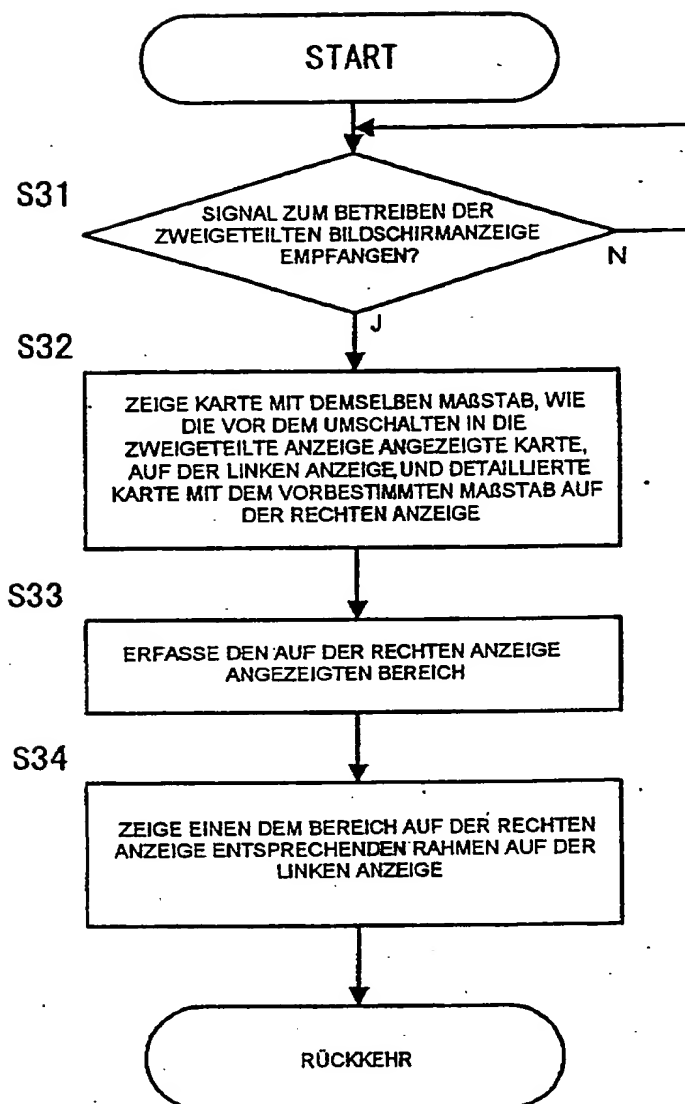 START
S31
SIGNAL ZUM BETREIBEN DER
ZWEIGETEILTEN BILDSCHIRMANZEIGE
EMPFANGEN?
N
J
S32
ZEIGE KARTE MIT DEMSELBEN MAßSTAB, WIE
DIE VOR DEM UMSCHALTEN IN DIE
ZWEIGETEILTE ANZEIGE ANGEZEIGTE KARTE,
AUF DER LINKEN ANZEIGE, UND DETAILLIERTE
KARTE MIT DEM VORBESTIMMTEN MAßSTAB AUF
DER RECHTEN ANZEIGE
S33
ERFASSE DEN AUF DER RECHTEN ANZEIGE
ANGEZEIGTEN BEREICH
S34
ZEIGE EINEN DEM BEREICH AUF DER RECHTEN
ANZEIGE ENTSPRECHENDEN RAHMEN AUF DER
LINKEN ANZEIGE
RÜCKKEHR